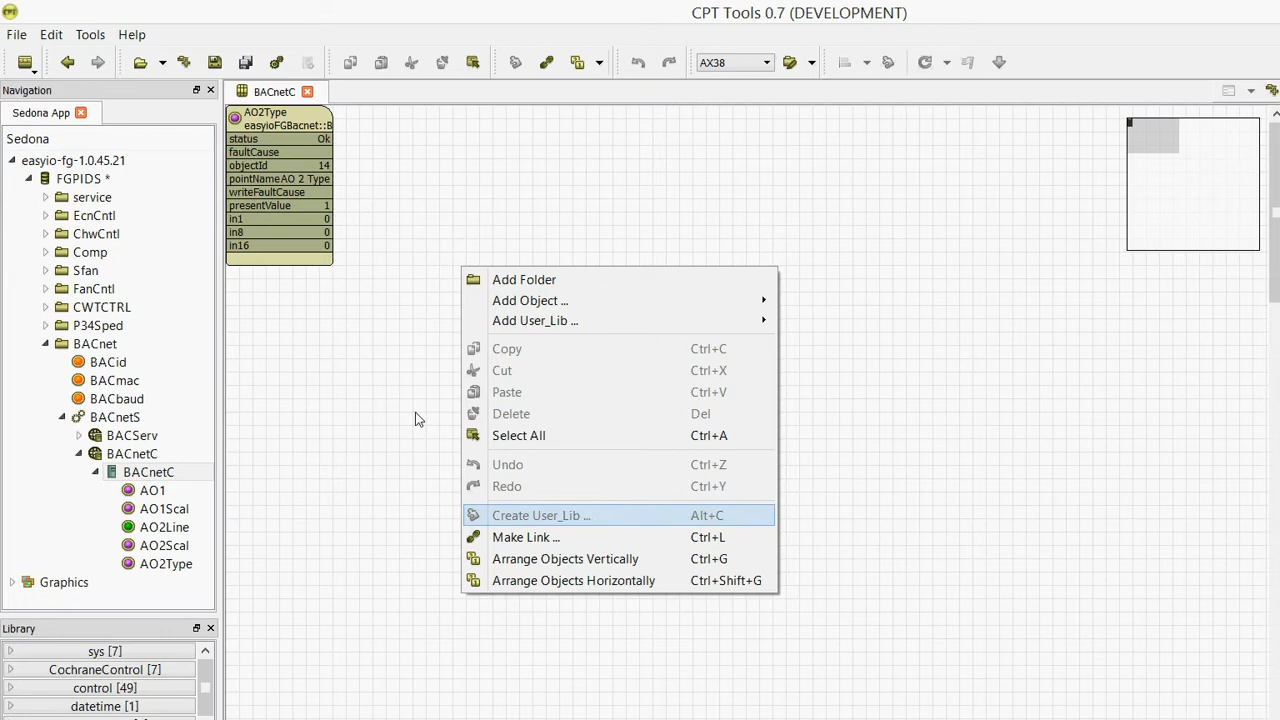 CPT Tools 0.7 (DEVELOPMENT)
File Edit Tools Help
AX38
Navigation
Sedona App
Sedona
easyio-fg-1.0.45.21
FGPIDS *
service
EcnCntl
ChwCntl
Comp
Sfan
FanCntl
CWTCTRL
P34Sped
BACnet
BACid
BACmac
BACbaud
BACnetS
BACServ
BACnetC
BACnetC
AO1
AO1Scal
AO2Line
AO2Scal
AO2Type
Graphics
Library
sys [7]
CochraneControl [7]
control [49]
datetime [1]
BACnetC
AO2Type
easyioFGBacnet::B
status Ok
faultCause
objectId 14
pointNameAO 2 Type
writeFaultCause
presentValue 1
in1 0
in8 0
in16 0
Add Folder
Add Object ...
Add User_Lib ...
Copy Ctrl+C
Cut Ctrl+X
Paste Ctrl+V
Delete Del
Select All Ctrl+A
Undo Ctrl+Z
Redo Ctrl+Y
Create User_Lib ... Alt+C
Make Link ... Ctrl+L
Arrange Objects Vertically Ctrl+G
Arrange Objects Horizontally Ctrl+Shift+G